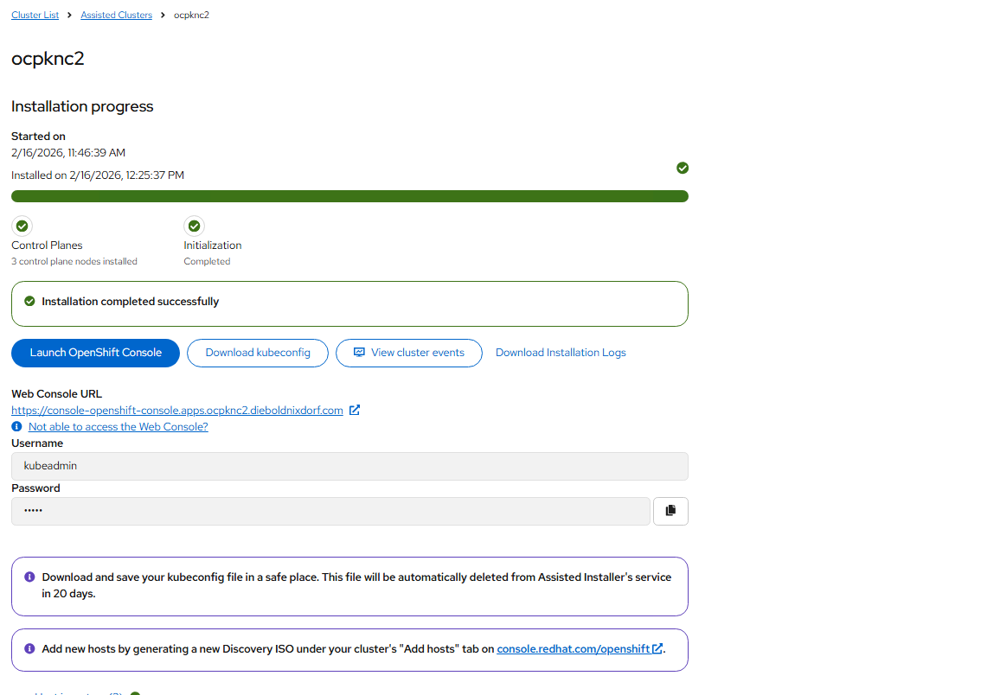 Cluster List > Assisted Clusters > ocpknc2
ocpknc2
Installation progress
Started on
2/16/2026, 11:46:39 AM
Installed on 2/16/2026, 12:25:37 PM
Control Planes
3 control plane nodes installed
Initialization
Completed
Installation completed successfully
Launch OpenShift Console
Download kubeconfig
View cluster events
Download Installation Logs
Web Console URL
https://console-openshift-console.apps.ocpknc2.dieboldnixdorf.com
Not able to access the Web Console?
Username
kubeadmin
Password
•••••
Download and save your kubeconfig file in a safe place. This file will be automatically deleted from Assisted Installer's service
in 20 days.
Add new hosts by generating a new Discovery ISO under your cluster's "Add hosts" tab on console.redhat.com/openshift.